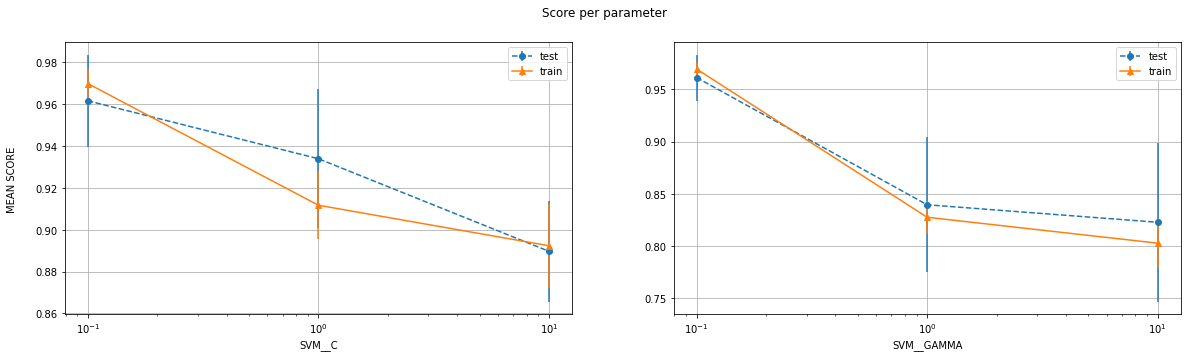 Score per parameter
MEAN SCORE
0.98
0.96
0.94
0.92
0.90
0.88
0.86
10⁻¹
10⁰
10¹
SVM__C
test
train
0.95
0.90
0.85
0.80
0.75
10⁻¹
10⁰
10¹
SVM__GAMMA
test
train